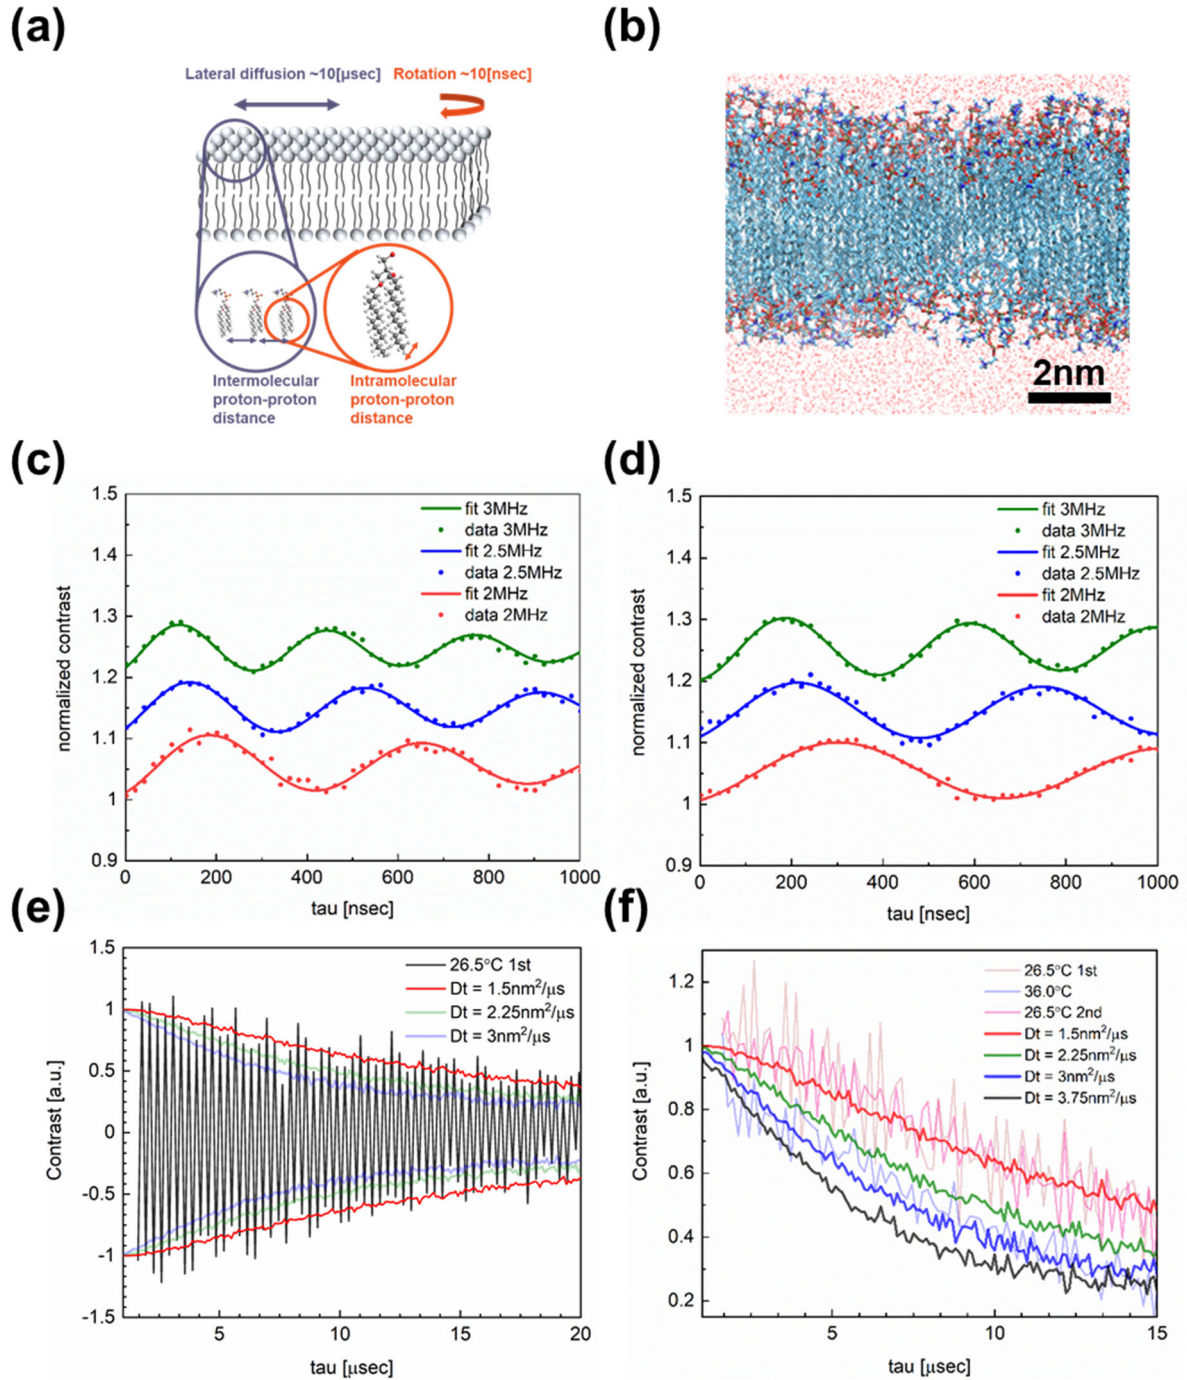 (a)
Lateral diffusion ~10[μsec]
Rotation ~10[nsec]
Intermolecular
proton-proton
distance
Intramolecular
proton-proton
distance
(b)
2nm
(c)
1.5
1.4
1.3
1.2
1.1
1
0.9
normalized contrast
fit 3MHz
data 3MHz
fit 2.5MHz
data 2.5MHz
fit 2MHz
data 2MHz
0
200
400
600
800
1000
tau [nsec]
(d)
1.5
1.4
1.3
1.2
1.1
1
0.9
normalized contrast
fit 3MHz
data 3MHz
fit 2.5MHz
data 2.5MHz
fit 2MHz
data 2MHz
0
200
400
600
800
1000
tau [nsec]
(e)
1.5
1
0.5
0
-0.5
-1
-1.5
Contrast [a.u.]
26.5°C 1st
Dt = 1.5nm²/μs
Dt = 2.25nm²/μs
Dt = 3nm²/μs
5
10
15
20
tau [μsec]
(f)
1.2
1
0.8
0.6
0.4
0.2
Contrast [a.u.]
26.5°C 1st
36.0°C
26.5°C 2nd
Dt = 1.5nm²/μs
Dt = 2.25nm²/μs
Dt = 3nm²/μs
Dt = 3.75nm²/μs
5
10
15
tau [μsec]